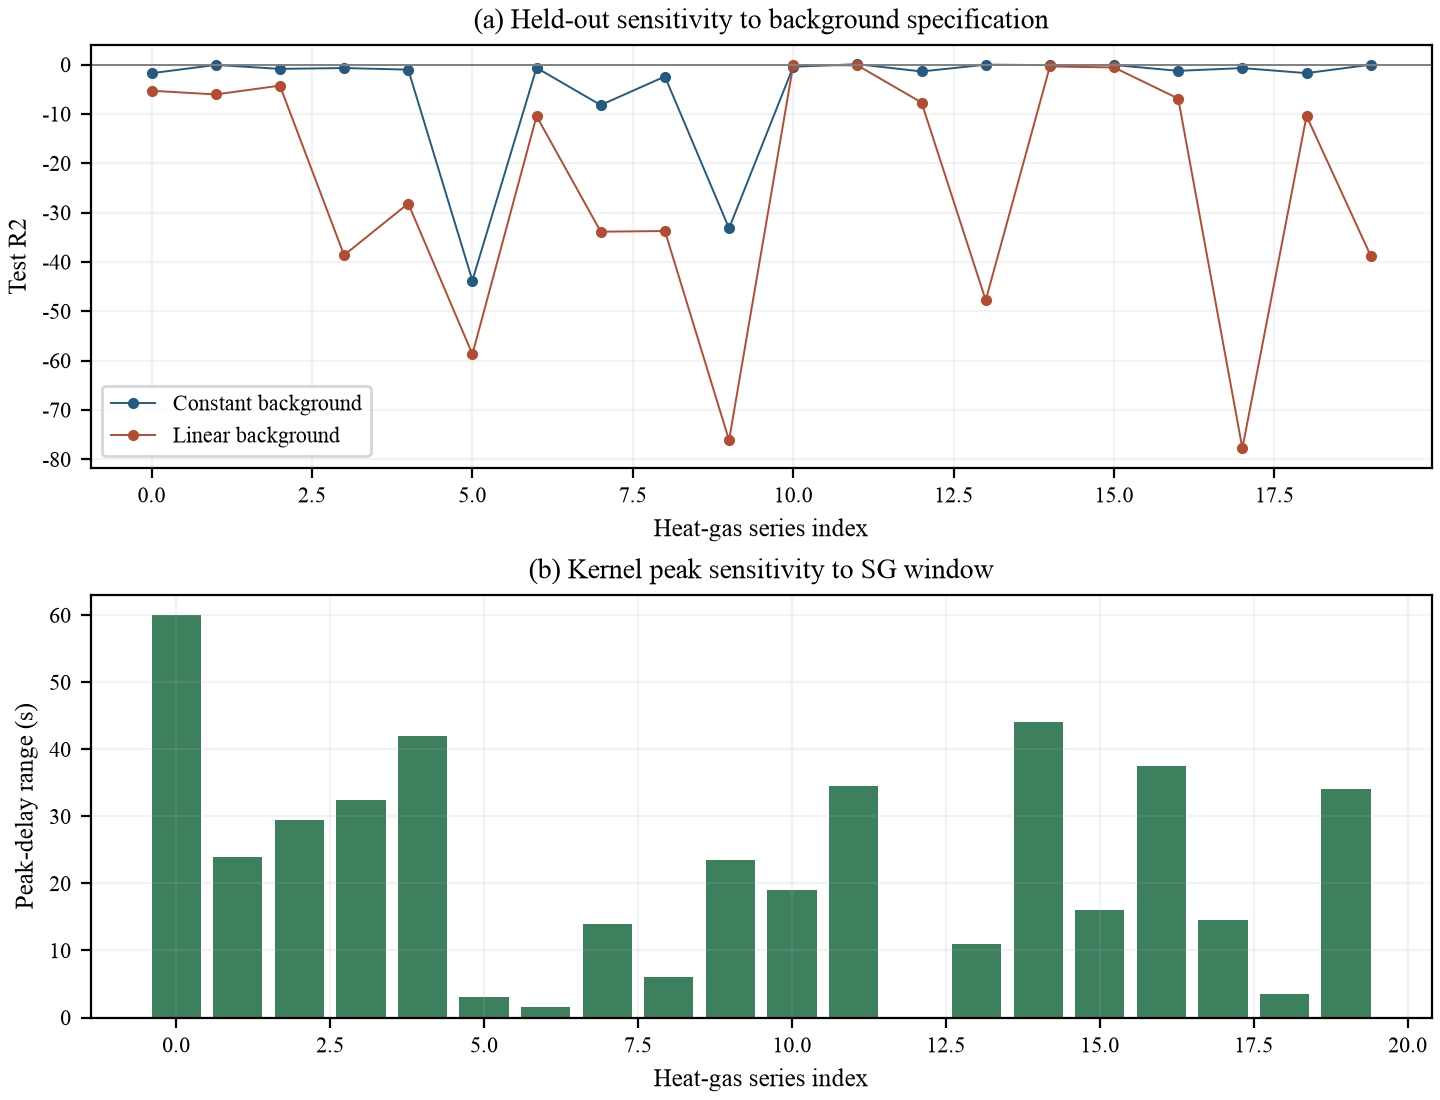 (a) Held-out sensitivity to background specification
0
-10
-20
-30
-40
-50
-60
-70
-80
Test R2
Constant background
Linear background
0.0 2.5 5.0 7.5 10.0 12.5 15.0 17.5
Heat-gas series index
(b) Kernel peak sensitivity to SG window
60
50
40
30
20
10
0
Peak-delay range (s)
0.0 2.5 5.0 7.5 10.0 12.5 15.0 17.5 20.0
Heat-gas series index